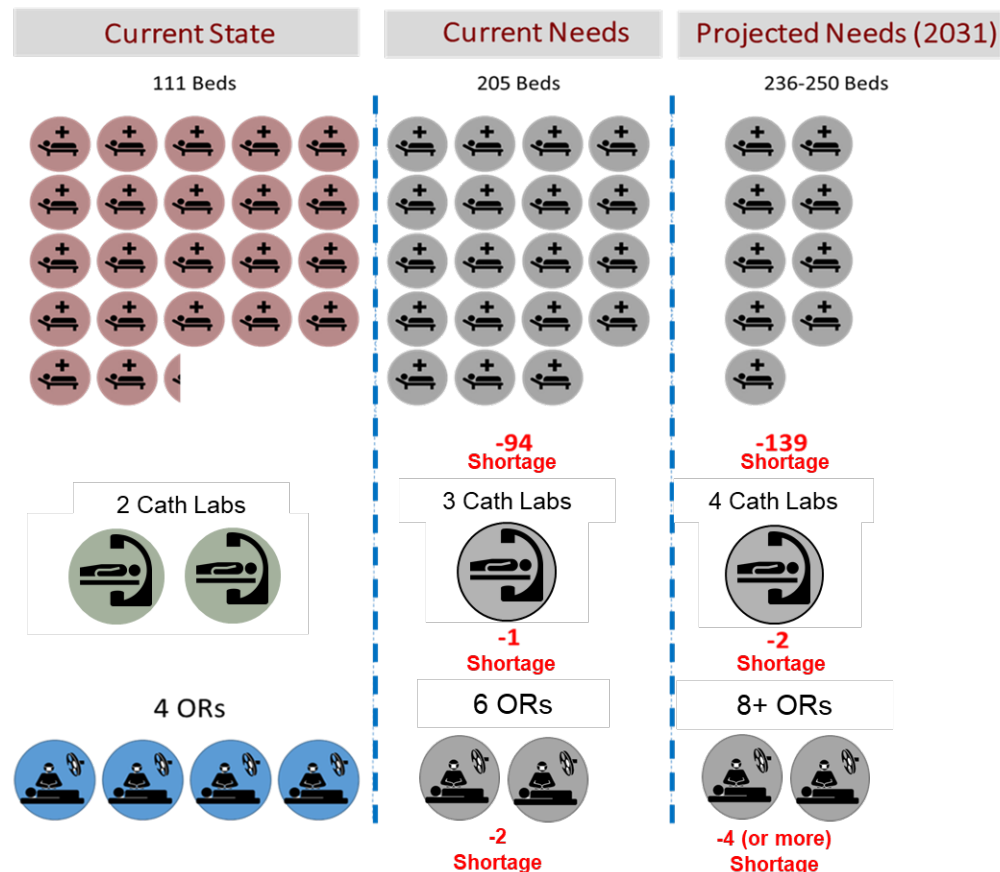 Current State
Current Needs
Projected Needs (2031)
111 Beds
205 Beds
236-250 Beds
-94
Shortage
-139
Shortage
2 Cath Labs
3 Cath Labs
4 Cath Labs
-1
Shortage
-2
Shortage
4 ORs
6 ORs
8+ ORs
-2
Shortage
-4 (or more)
Shortage